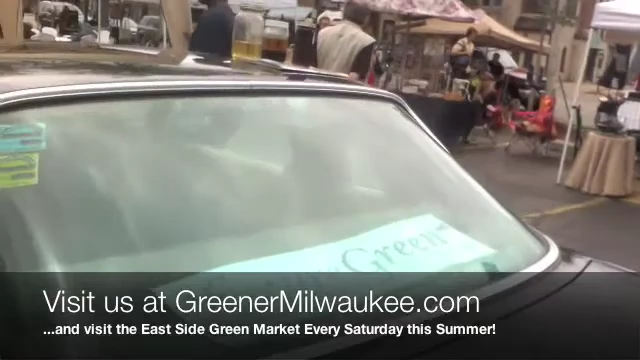 Green
Visit us at GreenerMilwaukee.com
...and visit the East Side Green Market Every Saturday this Summer!